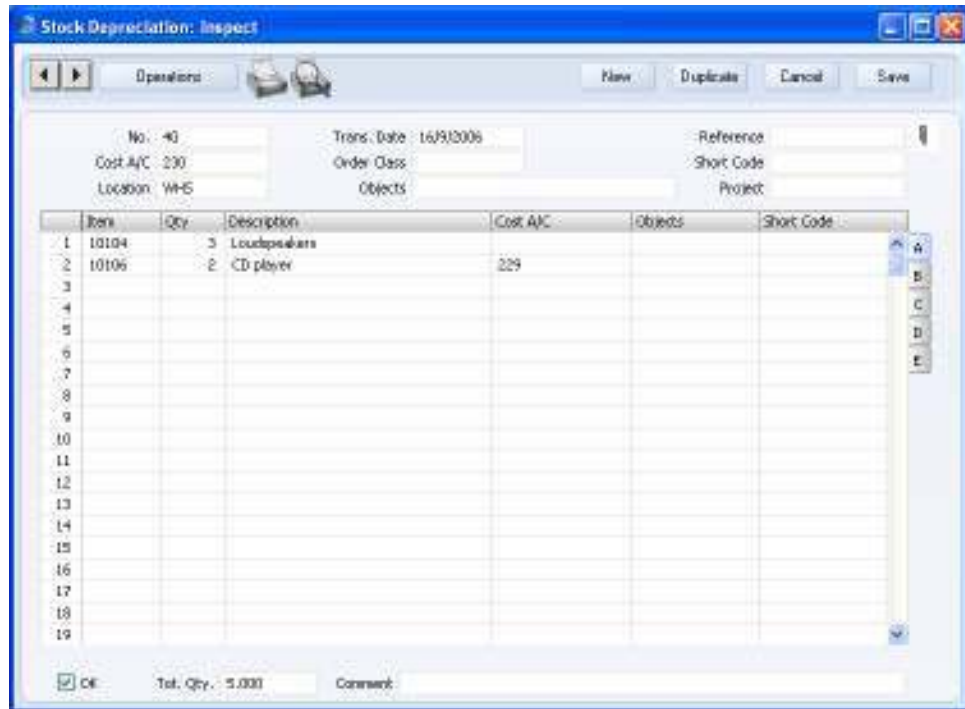 Stock Depreciation: Inspect
Operations New Duplicate Cancel Save
No. 40 Trans. Date 16/9/2006 Reference
Cost A/C 230 Order Class Short Code
Location WHS Objects Project
Item Qty Description Cost A/C Objects Short Code
1 10104 3 Loudspeakers A
2 10106 2 CD player 229 B
3 C
4
5 D
6 E
7
8
9
10
11
12
13
14
15
16
17
18
19
OK Tot. Qty. 5.000 Comment